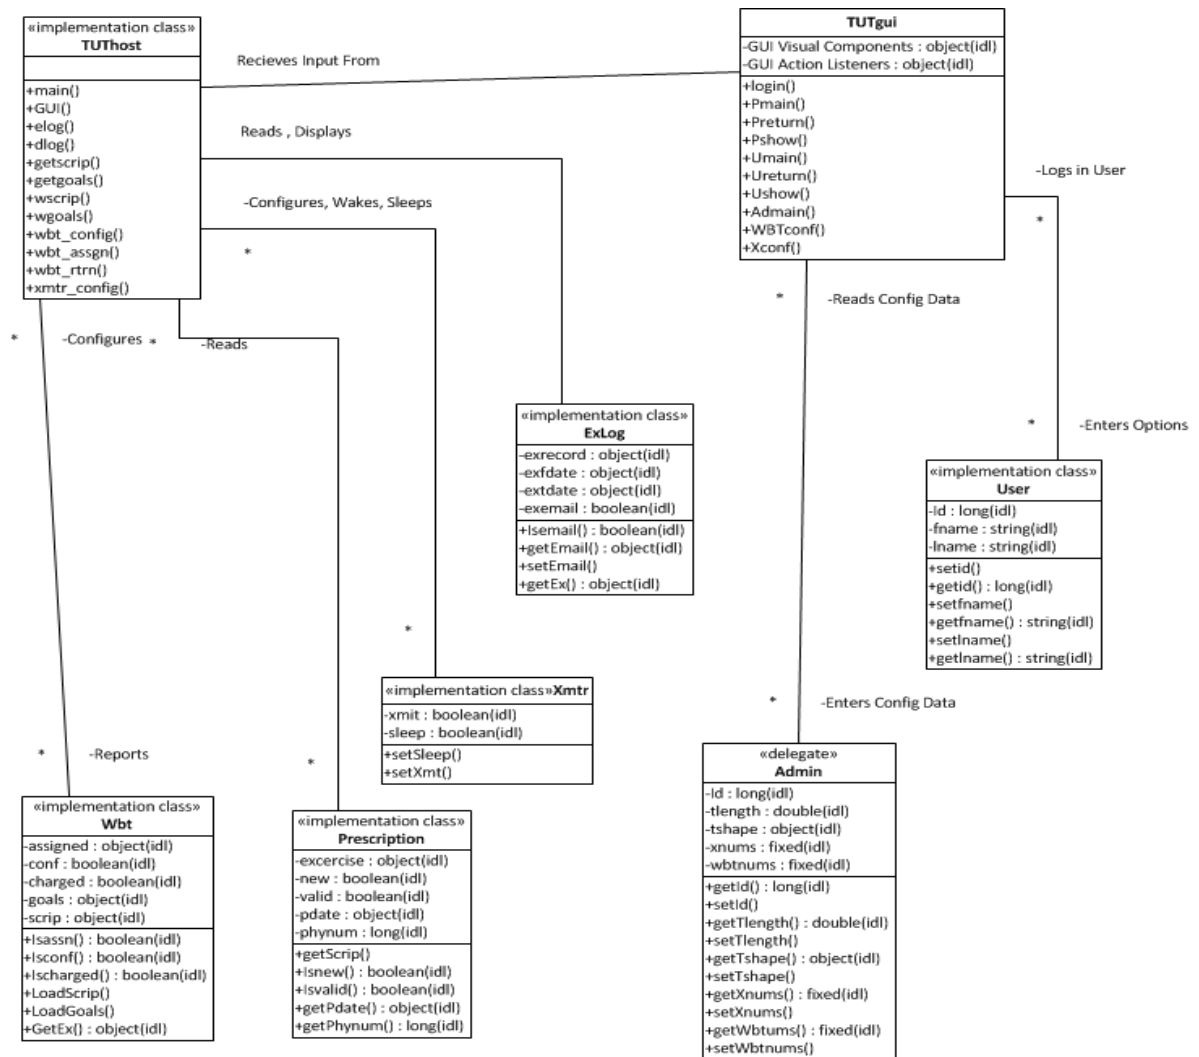 «implementation class»
TUThost
+main()
+GUI()
+elog()
+dlog()
+getscrip()
+getgoals()
+wscrip()
+wgoals()
+wbt_config()
+wbt_assgn()
+wbt_rtrn()
+xmtr_config()
Recieves Input From
Reads , Displays
-Configures, Wakes, Sleeps
*
TUTgui
-GUI Visual Components : object(idl)
-GUI Action Listeners : object(idl)
+login()
+Pmain()
+Preturn()
+Pshow()
+Umain()
+Ureturn()
+Ushow()
+Admain()
+WBTconf()
+Xconf()
-Logs in User
*
* -Reads Config Data
* -Configures * -Reads
* -Enters Options
«implementation class»
ExLog
-exrecord : object(idl)
-exfdate : object(idl)
-extdate : object(idl)
-exemail : boolean(idl)
+Isemail() : boolean(idl)
+getEmail() : object(idl)
+setEmail()
+getEx() : object(idl)
«implementation class»
User
-Id : long(idl)
-fname : string(idl)
-lname : string(idl)
+setid()
+getid() : long(idl)
+setfname()
+getfname() : string(idl)
+setlname()
+getlname() : string(idl)
*
«implementation class»Xmtr
-xmit : boolean(idl)
-sleep : boolean(idl)
+setSleep()
+setXmt()
* -Enters Config Data
* -Reports
*
«delegate»
Admin
-Id : long(idl)
-tlength : double(idl)
-tshape : object(idl)
-xnums : fixed(idl)
-wbtnums : fixed(idl)
+getId() : long(idl)
+setId()
+getTlength() : double(idl)
+setTlength()
+getTshape() : object(idl)
+setTshape()
+getXnums() : fixed(idl)
+setXnums()
+getWbtums() : fixed(idl)
+setWbtnums()
«implementation class»
Wbt
-assigned : object(idl)
-conf : boolean(idl)
-charged : boolean(idl)
-goals : object(idl)
-scrip : object(idl)
+Isassn() : boolean(idl)
+Isconf() : boolean(idl)
+Ischarged() : boolean(idl)
+LoadScrip()
+LoadGoals()
+GetEx() : object(idl)
«implementation class»
Prescription
-excercise : object(idl)
-new : boolean(idl)
-valid : boolean(idl)
-pdate : object(idl)
-phynum : long(idl)
+getScrip()
+Isnew() : boolean(idl)
+Isvalid() : boolean(idl)
+getPdate() : object(idl)
+getPhynum() : long(idl)